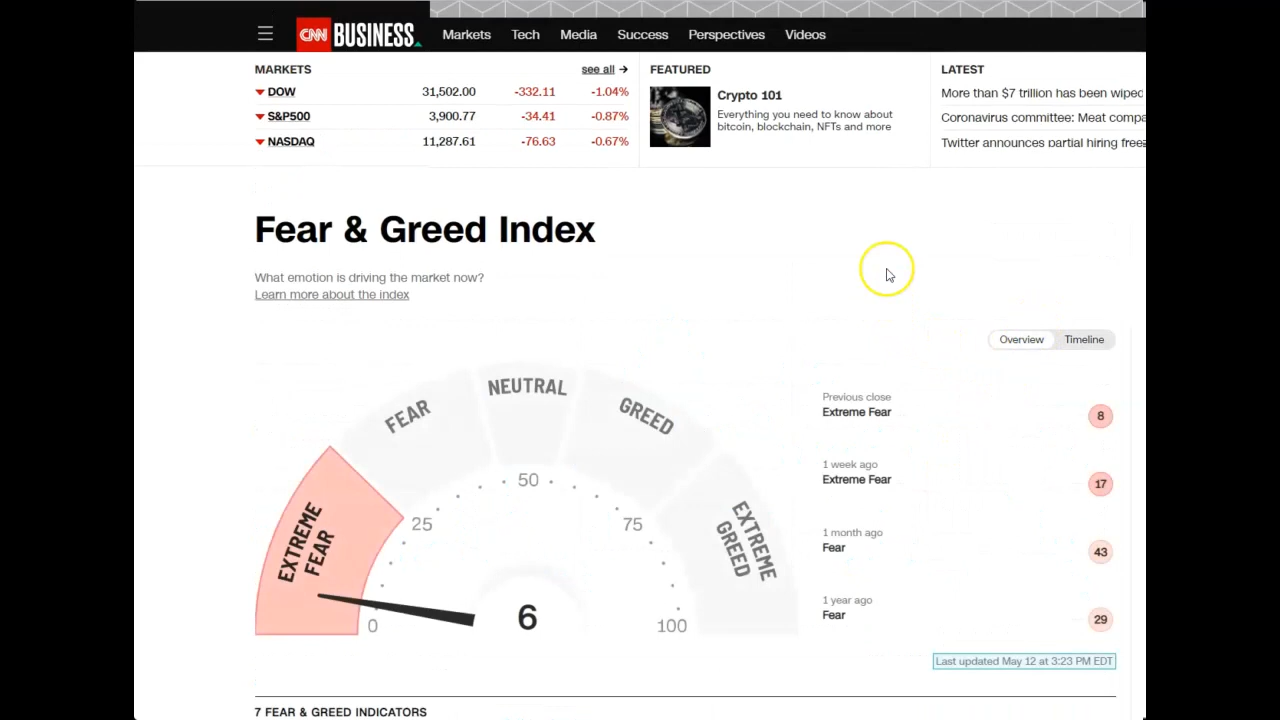 CNN BUSINESS Markets Tech Media Success Perspectives Videos
MARKETS see all →
DOW 31,502.00 -332.11 -1.04%
S&P500 3,900.77 -34.41 -0.87%
NASDAQ 11,287.61 -76.63 -0.67%
FEATURED
Crypto 101
Everything you need to know about
bitcoin, blockchain, NFTs and more
LATEST
More than $7 trillion has been wiped
Coronavirus committee: Meat compa
Twitter announces partial hiring freez
Fear & Greed Index
What emotion is driving the market now?
Learn more about the index
Overview Timeline
EXTREME
FEAR
FEAR
NEUTRAL
GREED
EXTREME
GREED
0
25
50
75
100
6
Previous close
Extreme Fear 8
1 week ago
Extreme Fear 17
1 month ago
Fear 43
1 year ago
Fear 29
Last updated May 12 at 3:23 PM EDT
7 FEAR & GREED INDICATORS